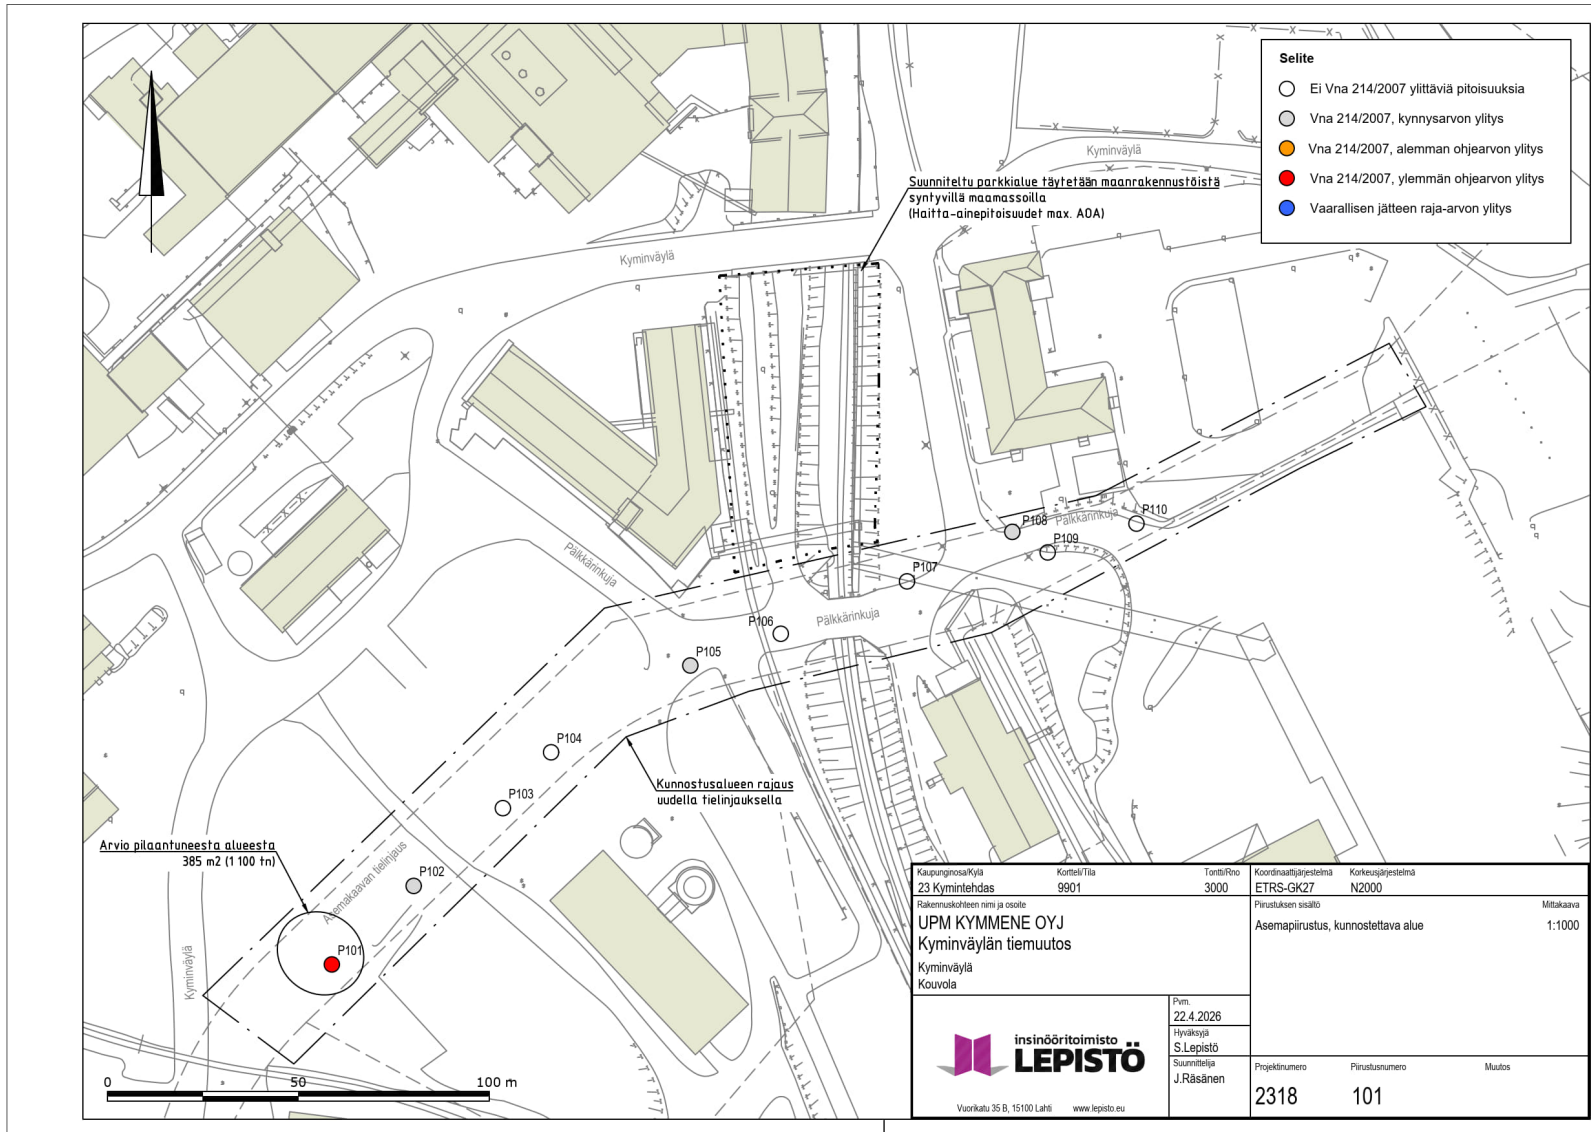 Selite
Ei Vna 214/2007 ylittäviä pitoisuuksia
Vna 214/2007, kynnysarvon ylitys
Vna 214/2007, alemman ohjearvon ylitys
Vna 214/2007, ylemmän ohjearvon ylitys
Vaarallisen jätteen raja-arvon ylitys
Kyminväylä
Suunniteltu parkkialue täytetään maanrakennustöistä
syntyvillä maamassoilla
(Haitta-ainepitoisuudet max. AOA)
Kyminväylä
P108
Pälkkärinkuja
P110
P109
Pälkkärinkuja
P107
P106
Pälkkärinkuja
P105
P104
Kunnostusalueen rajaus
uudella tielinjauksella
P103
Arvio pilaantuneesta alueesta
385 m2 (1 100 tn)
Asemakaavan tielinjaus
P102
P101
Kyminväylä
0 50 100 m
Kaupunginosa/Kylä Kortteli/Tila Tontti/Rno
23 Kymintehdas 9901 3000
Koordinaattijärjestelmä Korkeusjärjestelmä
ETRS-GK27 N2000
Rakennuskohteen nimi ja osoite
UPM KYMMENE OYJ
Kyminväylän tiemuutos
Kyminväylä
Kouvola
Piirustuksen sisältö Mittakaava
Asemapiirustus, kunnostettava alue 1:1000
insinööritoimisto
LEPISTÖ
Vuorikatu 35 B, 15100 Lahti www.lepisto.eu
Pvm.
22.4.2026
Hyväksyjä
S.Lepistö
Suunnittelija
J.Räsänen
Projektinumero Piirustusnumero Muutos
2318 101